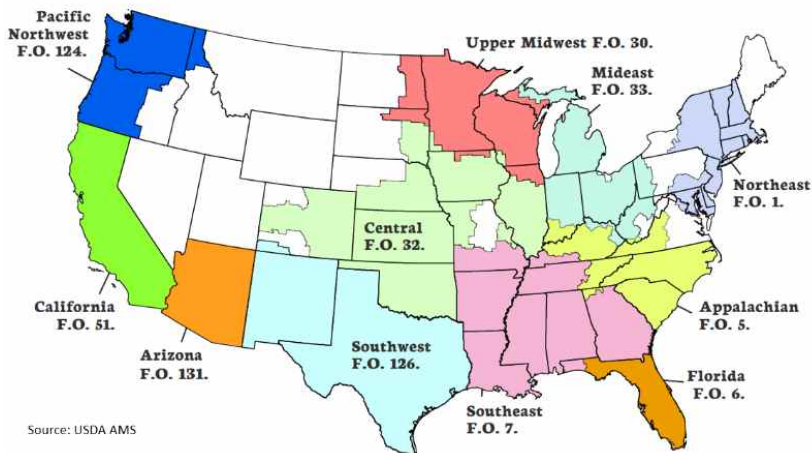 Pacific
Northwest
F.O. 124.
Upper Midwest F.O. 30.
Mideast
F.O. 33.
Northeast
F.O. 1.
Central
F.O. 32.
California
F.O. 51.
Appalachian
F.O. 5.
Arizona
F.O. 131.
Southwest
F.O. 126.
Florida
F.O. 6.
Southeast
F.O. 7.
Source: USDA AMS